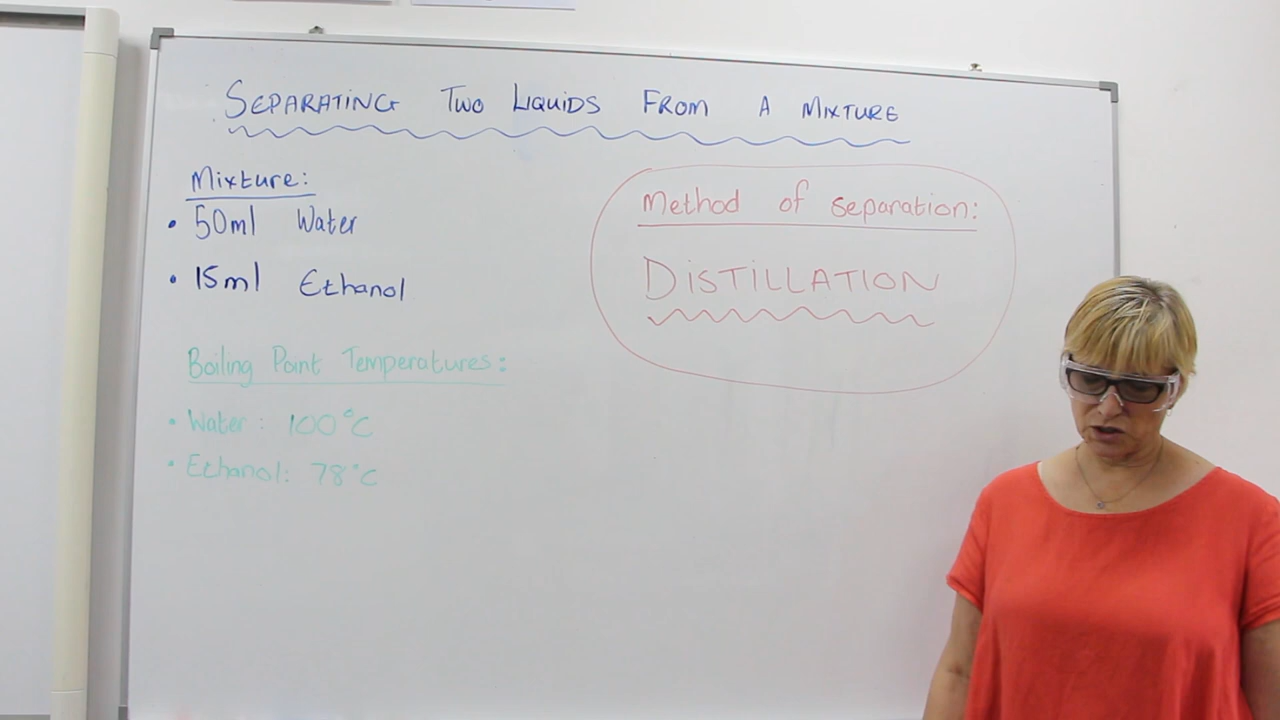 SEPARATING TWO LIQUIDS FROM A MIXTURE
Mixture:
• 50ml Water
• 15ml Ethanol
Boiling Point Temperatures:
• Water: 100°C
• Ethanol: 78°C
Method of separation:
DISTILLATION